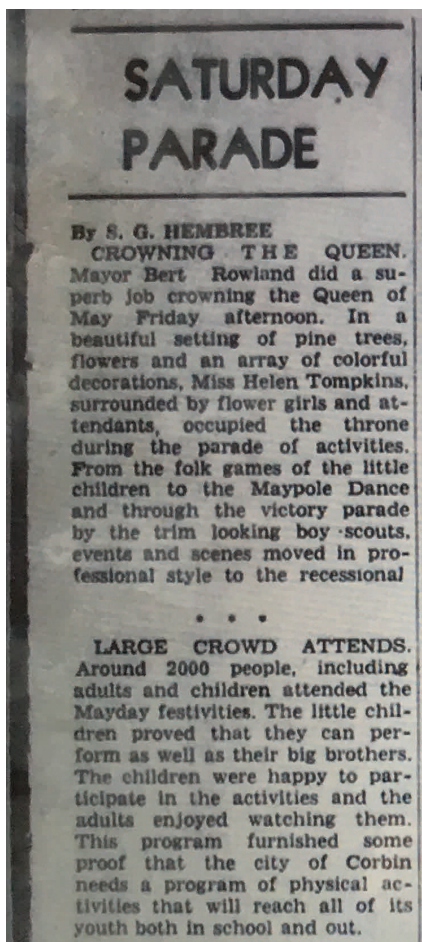 SATURDAY
PARADE
By S. G. HEMBREE
CROWNING THE QUEEN.
Mayor Bert Rowland did a su-
perb job crowning the Queen of
May Friday afternoon. In a
beautiful setting of pine trees,
flowers and an array of colorful
decorations, Miss Helen Tompkins,
surrounded by flower girls and at-
tendants, occupied the throne
during the parade of activities.
From the folk games of the little
children to the Maypole Dance
and through the victory parade
by the trim looking boy scouts,
events and scenes moved in pro-
fessional style to the recessional
• • •
LARGE CROWD ATTENDS.
Around 2000 people, including
adults and children attended the
Mayday festivities. The little chil-
dren proved that they can per-
form as well as their big brothers.
The children were happy to par-
ticipate in the activities and the
adults enjoyed watching them.
This program furnished some
proof that the city of Corbin
needs a program of physical ac-
tivities that will reach all of its
youth both in school and out.